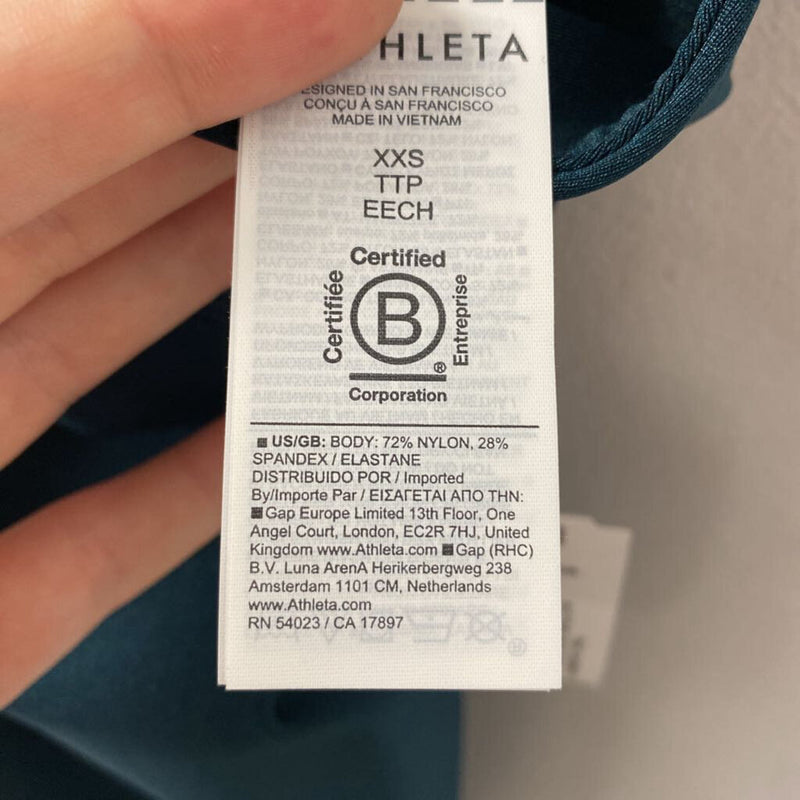 HLETA
ESIGNED IN SAN FRANCISCO
CONÇU À SAN FRANCISCO
MADE IN VIETNAM
XXS
TTP
EECH
Certified
Certifiée
B
Entreprise
®
Corporation
US/GB: BODY: 72% NYLON, 28%
SPANDEX / ELASTANE
DISTRIBUIDO POR / Imported
By/Importe Par / ΕΙΣΑΓΕΤΑΙ ΑΠΟ ΤΗΝ:
Gap Europe Limited 13th Floor, One
Angel Court, London, EC2R 7HJ, United
Kingdom www.Athleta.com Gap (RHC)
B.V. Luna ArenA Herikerbergweg 238
Amsterdam 1101 CM, Netherlands
www.Athleta.com
RN 54023 / CA 17897